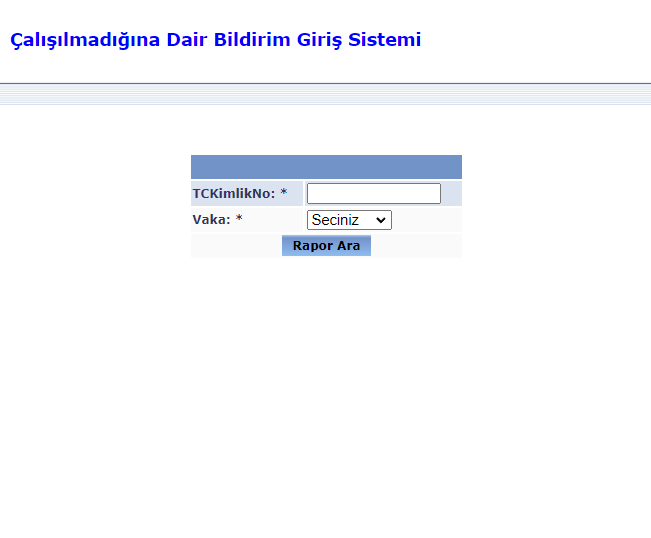 Çalışılmadığına Dair Bildirim Giriş Sistemi
TCKimlikNo: *
Vaka: * Seciniz
Rapor Ara